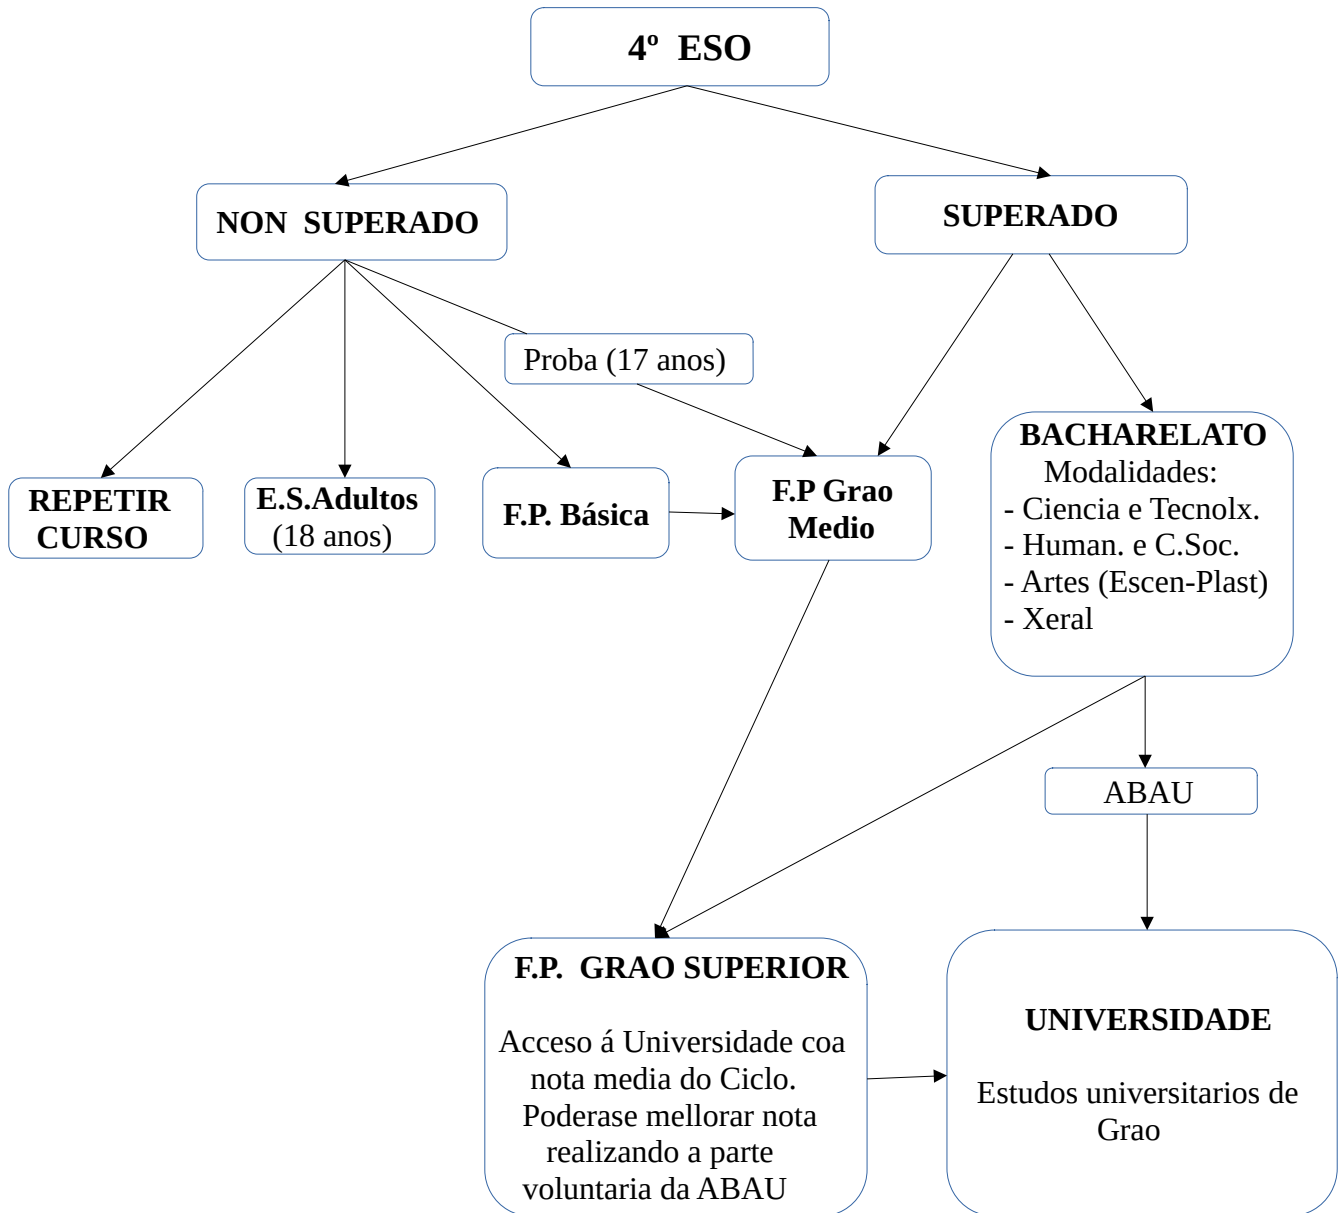 4º ESO
NON SUPERADO
SUPERADO
Proba (17 anos)
REPETIR
CURSO
E.S.Adultos
(18 anos)
F.P. Básica
F.P Grao
Medio
BACHARELATO
Modalidades:
- Ciencia e Tecnolx.
- Human. e C.Soc.
- Artes (Escen-Plast)
- Xeral
ABAU
F.P. GRAO SUPERIOR
Acceso á Universidade coa
nota media do Ciclo.
Poderase mellorar nota
realizando a parte
voluntaria da ABAU
UNIVERSIDADE
Estudos universitarios de
Grao